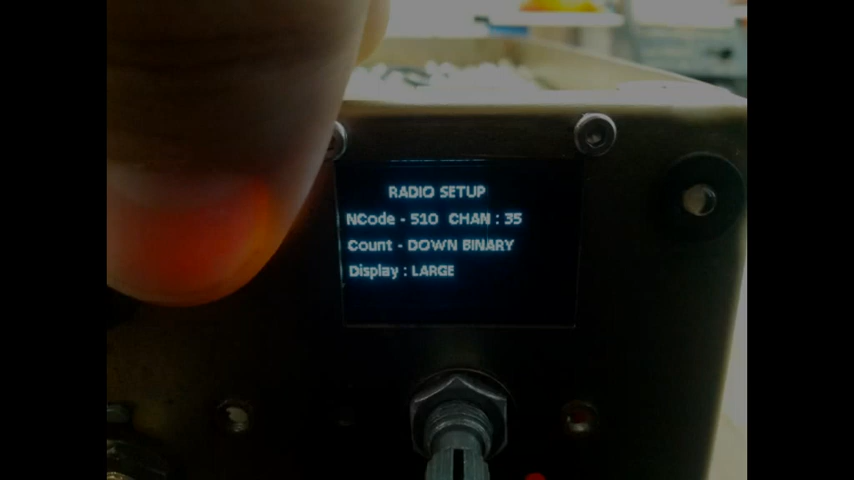 RADIO SETUP
NCode - 510 CHAN : 35
Count - DOWN BINARY
Display : LARGE